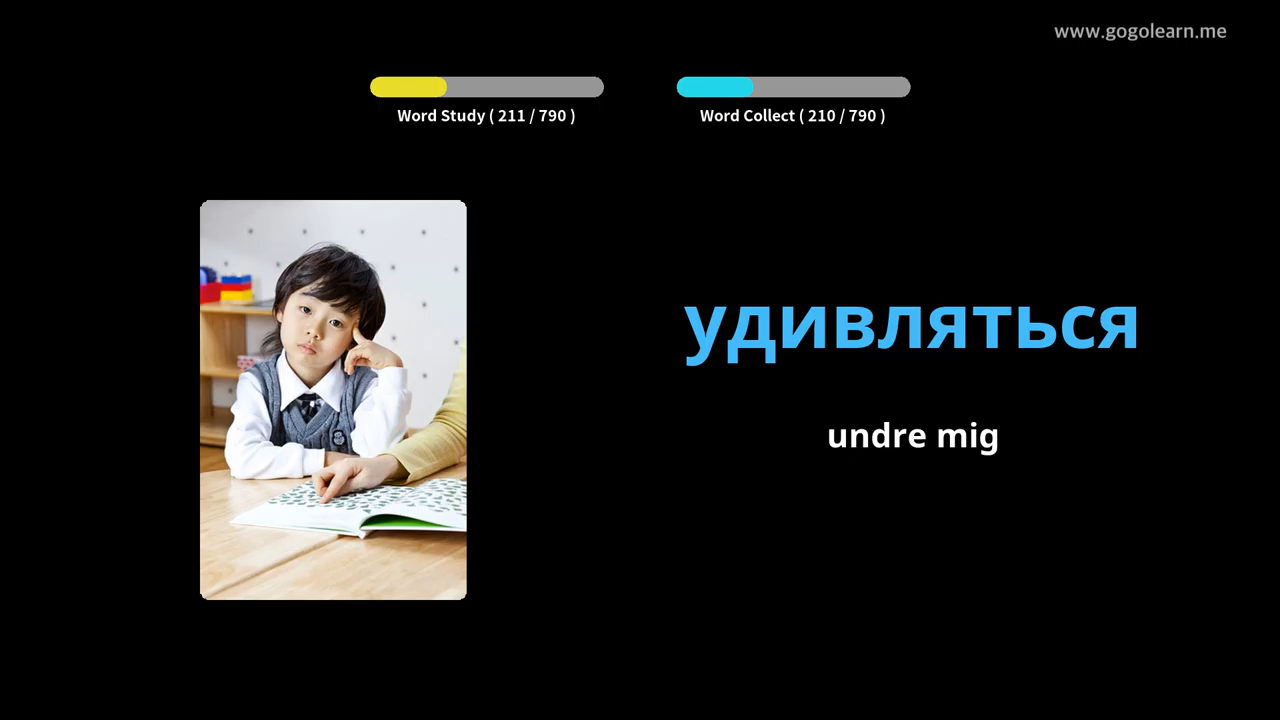 www.gogolearn.me
Word Study ( 211 / 790 )
Word Collect ( 210 / 790 )
удивляться
undre mig